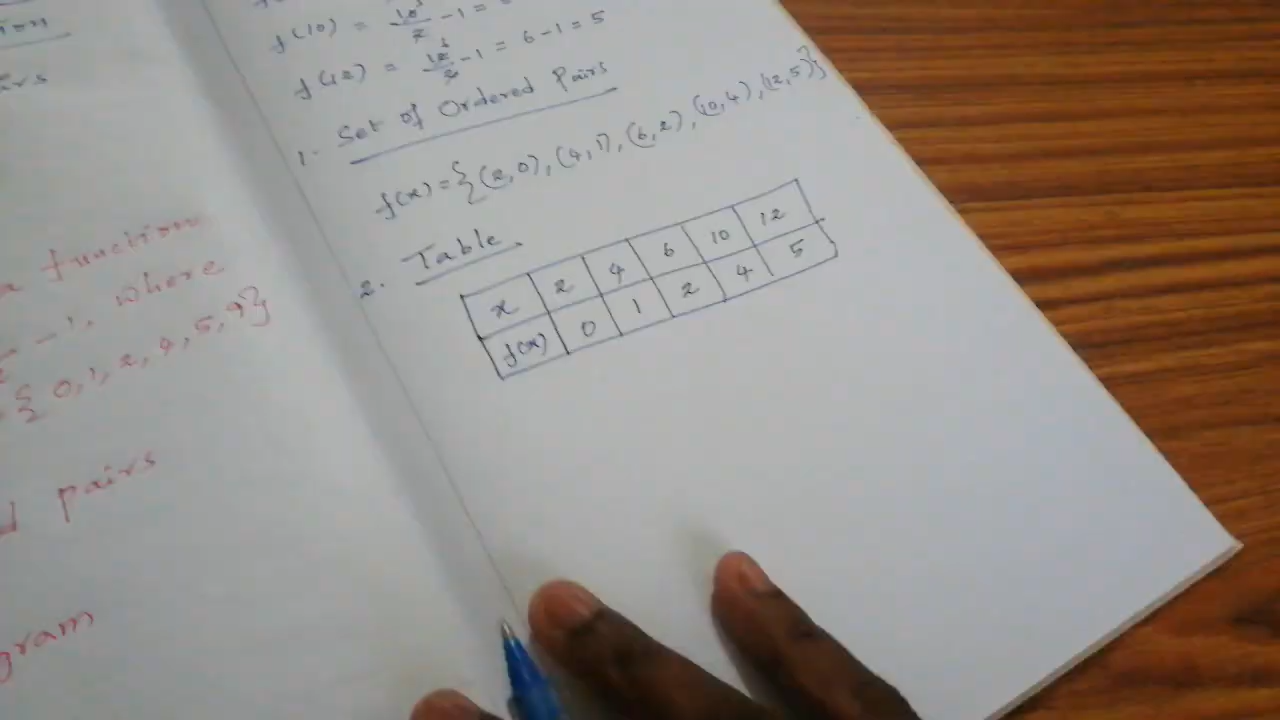 irs
a function
- 1, where
{ 0, 1, 2, 4, 5, 9}
pairs
gram
f(10) = 10/2 - 1 =
f(12) = 12/2 - 1 = 6 - 1 = 5
1. Set of Ordered Pairs
f(x) = {(2,0), (4,1), (6,2), (10,4), (12,5)}
2. Table
x 2 4 6 10 12
f(x) 0 1 2 4 5